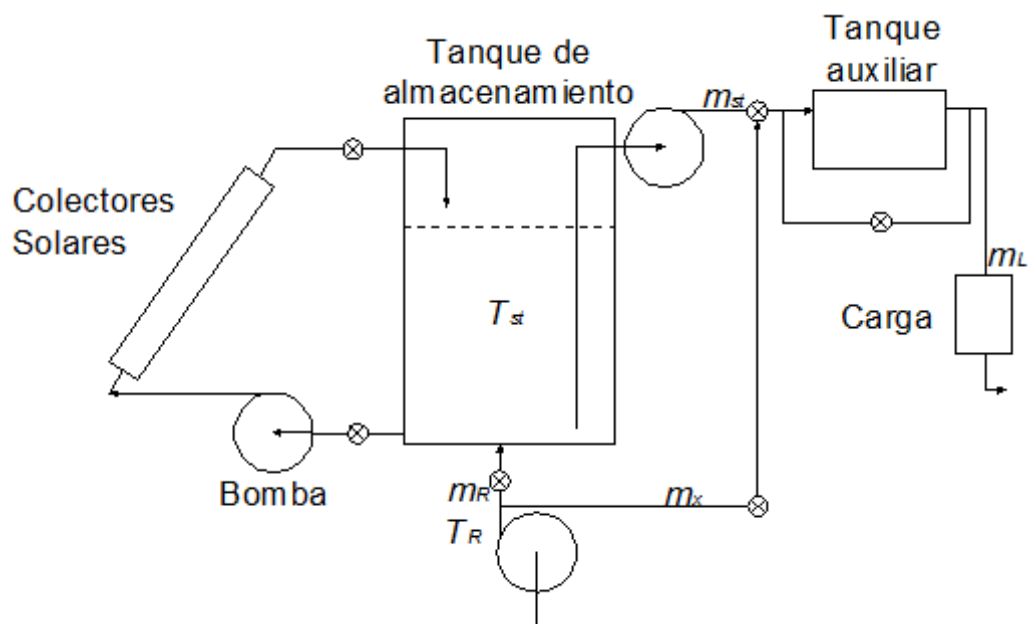 Tanque de
almacenamiento
Tanque
auxiliar
mst
Colectores
Solares
Tst
mL
Carga
Bomba
mR
mx
TR